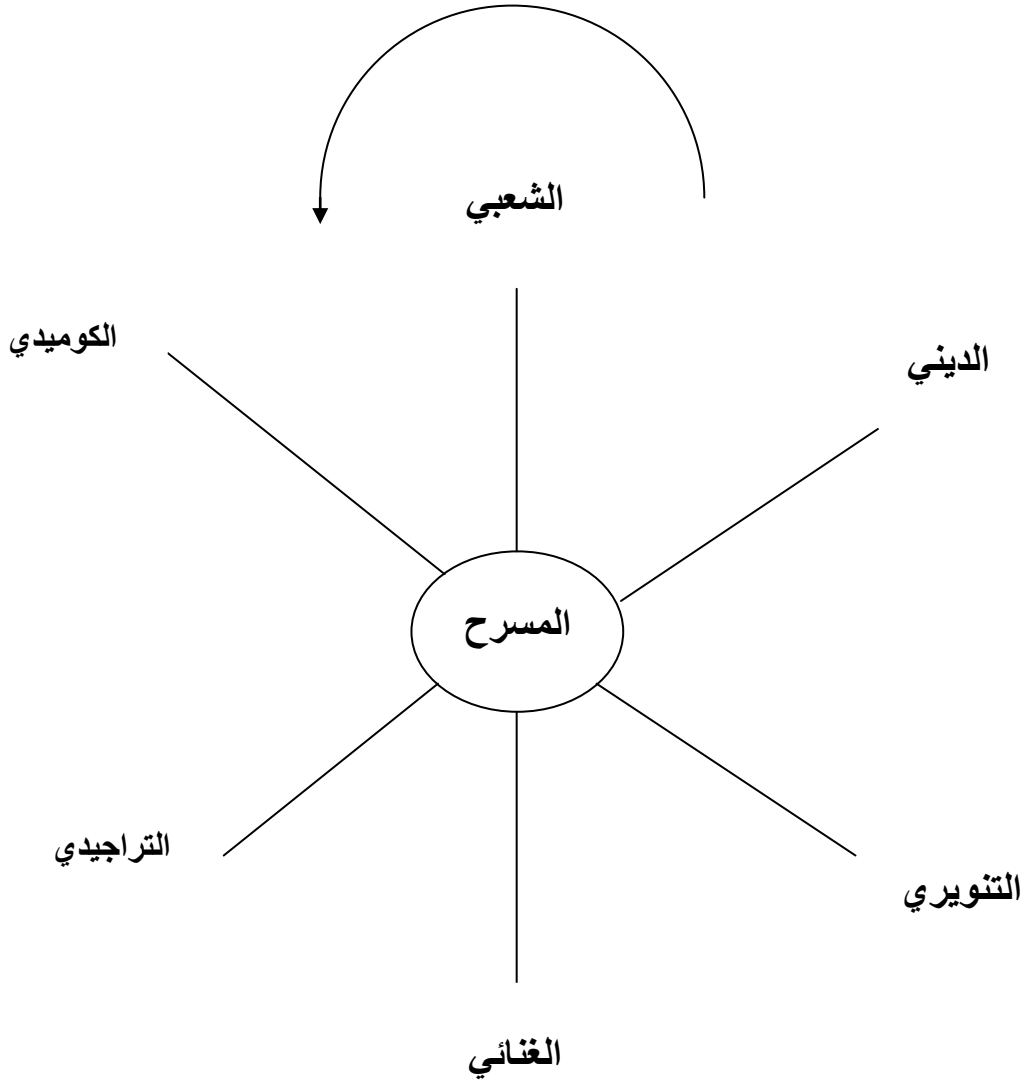 الشعبي
الكوميدي
الديني
المسرح
التراجيدي
التنويري
الغنائي